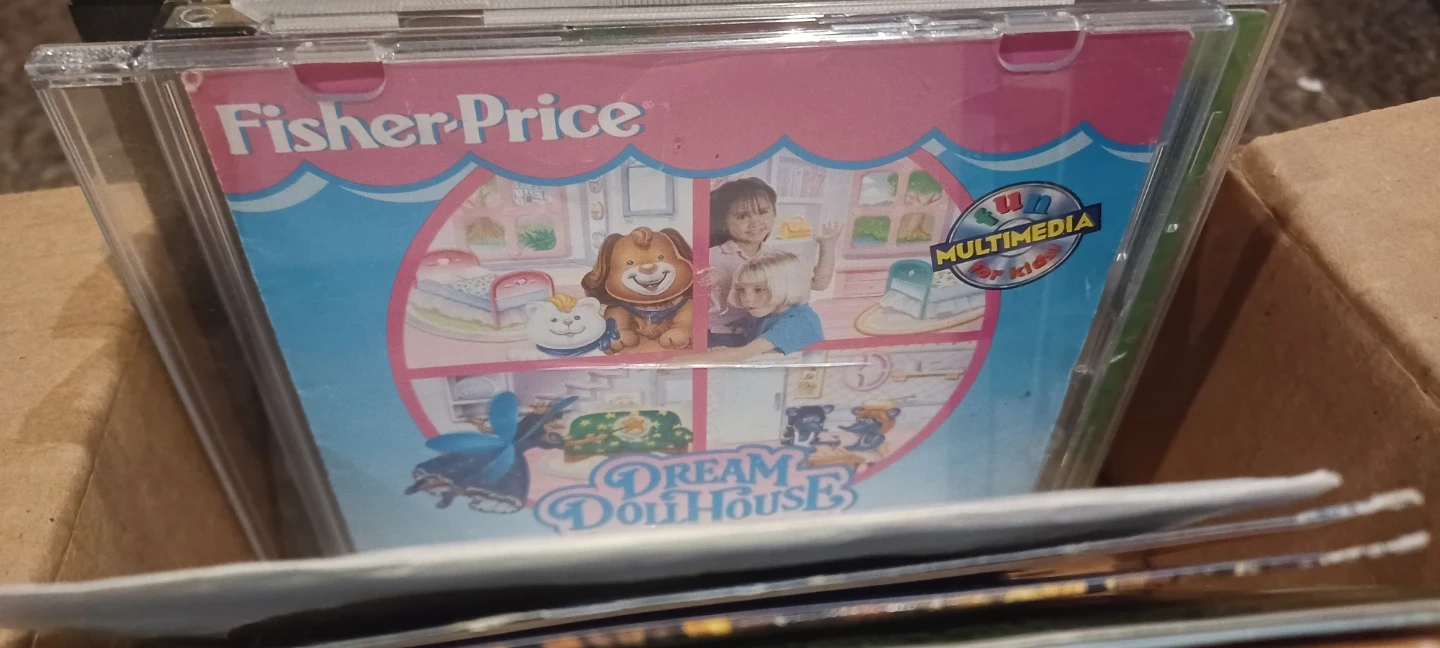 Fisher-Price®
fun
MULTIMEDIA
for kids!
DREAM
DOLLHOUSE